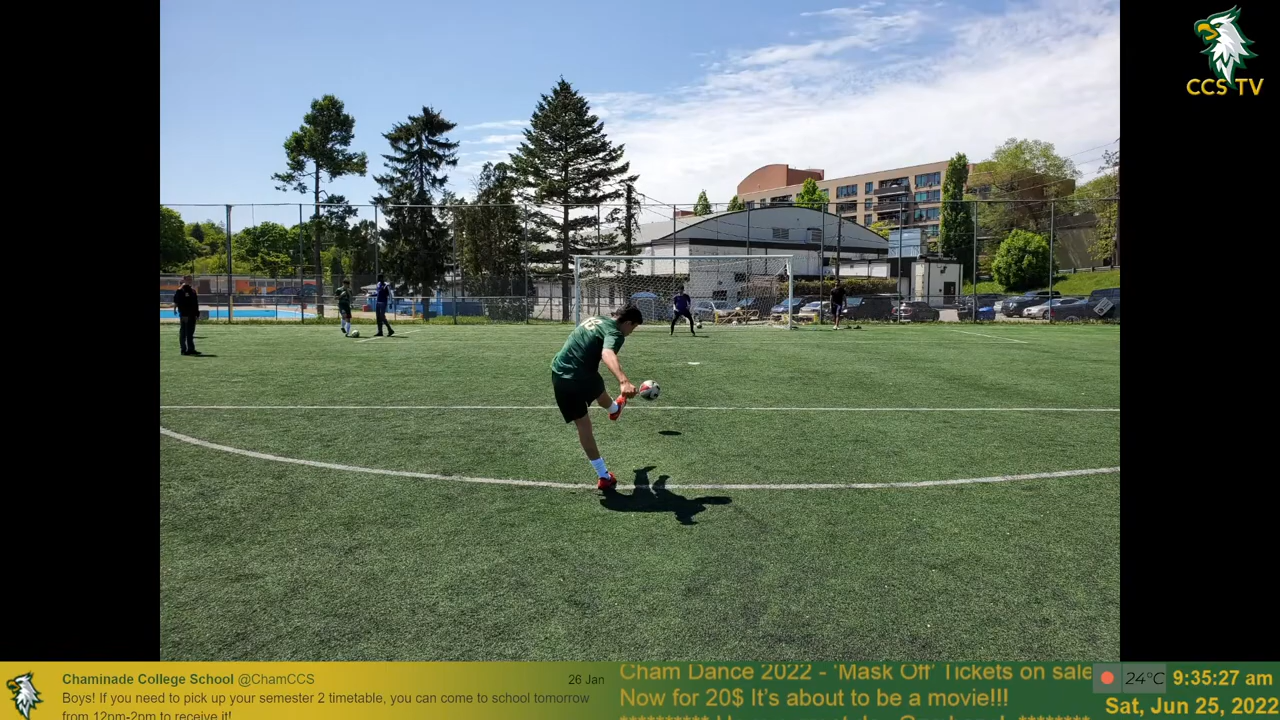 CCS TV
Chaminade College School @ChamCCS 26 Jan
Boys! If you need to pick up your semester 2 timetable, you can come to school tomorrow
from 12pm-2pm to receive it!
Cham Dance 2022 - ‘Mask Off’ Tickets on sale
Now for 20$ It’s about to be a movie!!!
24°C 9:35:27 am
Sat, Jun 25, 2022